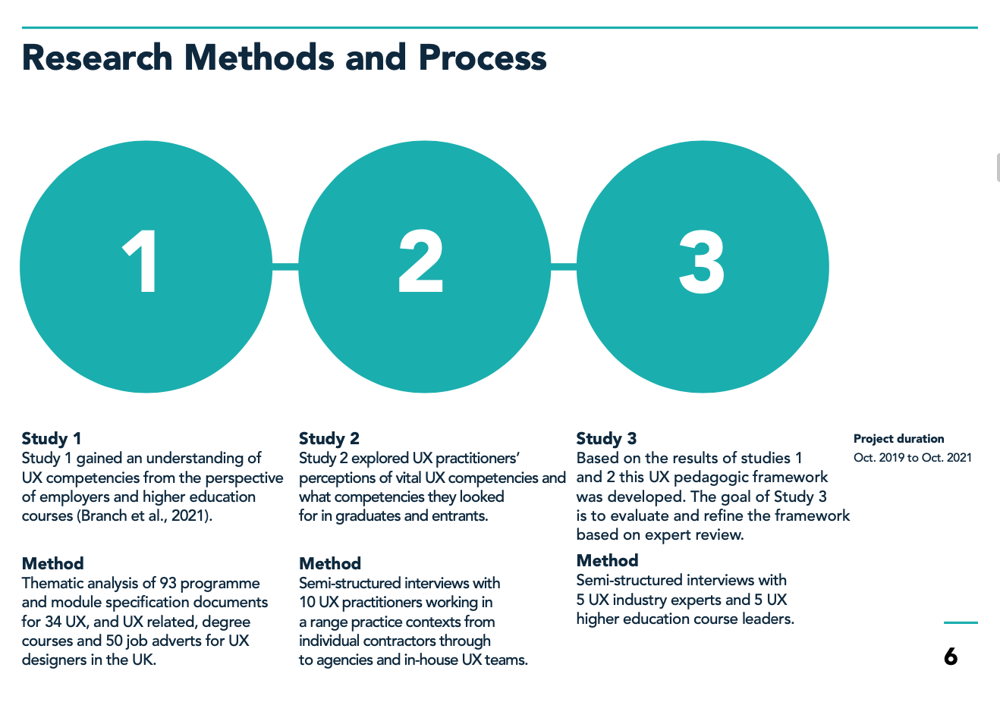 Research Methods and Process
1
2
3
Study 1
Study 1 gained an understanding of
UX competencies from the perspective
of employers and higher education
courses (Branch et al., 2021).
Method
Thematic analysis of 93 programme
and module specification documents
for 34 UX, and UX related, degree
courses and 50 job adverts for UX
designers in the UK.
Study 2
Study 2 explored UX practitioners’
perceptions of vital UX competencies and
what competencies they looked
for in graduates and entrants.
Method
Semi-structured interviews with
10 UX practitioners working in
a range practice contexts from
individual contractors through
to agencies and in-house UX teams.
Study 3
Based on the results of studies 1
and 2 this UX pedagogic framework
was developed. The goal of Study 3
is to evaluate and refine the framework
based on expert review.
Method
Semi-structured interviews with
5 UX industry experts and 5 UX
higher education course leaders.
Project duration
Oct. 2019 to Oct. 2021
6